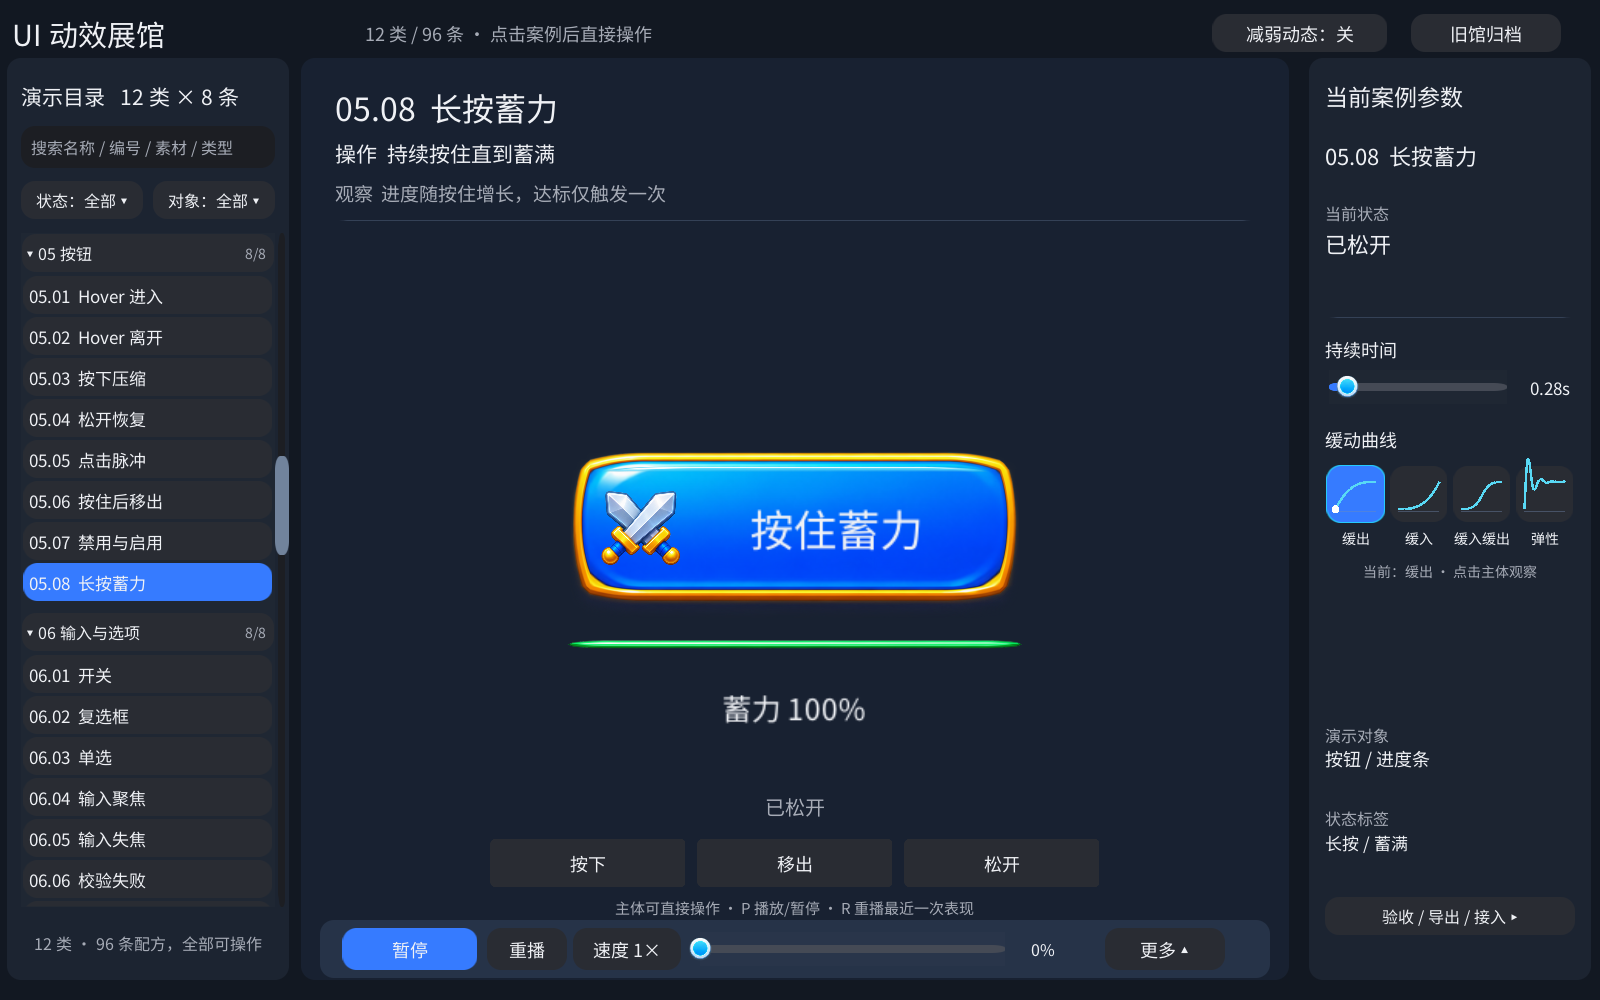 UI 动效展馆
12 类 / 96 条 · 点击案例后直接操作
减弱动态：关
旧馆归档
演示目录 12 类 × 8 条
搜索名称 / 编号 / 素材 / 类型
状态：全部 ▾
对象：全部 ▾
▾ 05 按钮 8/8
05.01 Hover 进入
05.02 Hover 离开
05.03 按下压缩
05.04 松开恢复
05.05 点击脉冲
05.06 按住后移出
05.07 禁用与启用
05.08 长按蓄力
▾ 06 输入与选项 8/8
06.01 开关
06.02 复选框
06.03 单选
06.04 输入聚焦
06.05 输入失焦
06.06 校验失败
12 类 · 96 条配方，全部可操作
05.08 长按蓄力
操作 持续按住直到蓄满
观察 进度随按住增长，达标仅触发一次
按住蓄力
蓄力 100%
已松开
按下
移出
松开
主体可直接操作 · P 播放/暂停 · R 重播最近一次表现
暂停
重播
速度 1×
0%
更多 ▴
当前案例参数
05.08 长按蓄力
当前状态
已松开
持续时间
0.28s
缓动曲线
缓出
缓入
缓入缓出
弹性
当前：缓出 · 点击主体观察
演示对象
按钮 / 进度条
状态标签
长按 / 蓄满
验收 / 导出 / 接入 ▸